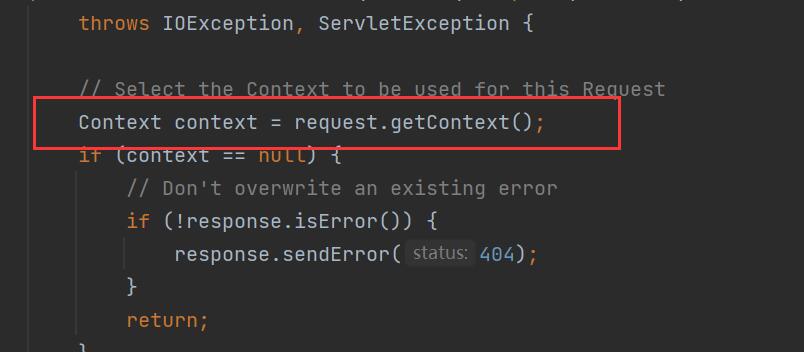 throws IOException, ServletException {
// Select the Context to be used for this Request
Context context = request.getContext();
if (context == null) {
// Don't overwrite an existing error
if (!response.isError()) {
response.sendError( status: 404);
}
return;
}